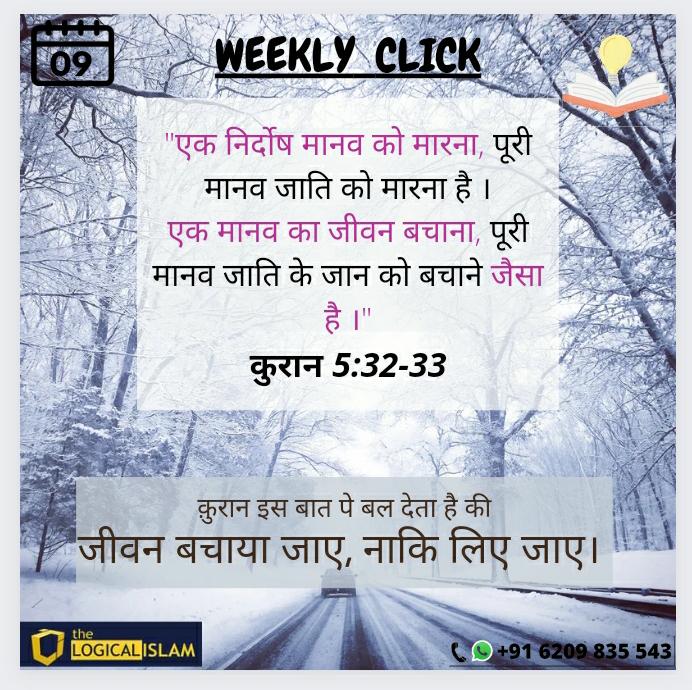 09
WEEKLY CLICK
"एक निर्दोष मानव को मारना, पूरी
मानव जाति को मारना है ।
एक मानव का जीवन बचाना, पूरी
मानव जाति के जान को बचाने जैसा
है ।"
कुरान 5:32-33
क़ुरान इस बात पे बल देता है की
जीवन बचाया जाए, नाकि लिए जाए।
the
LOGICAL ISLAM
+91 6209 835 543